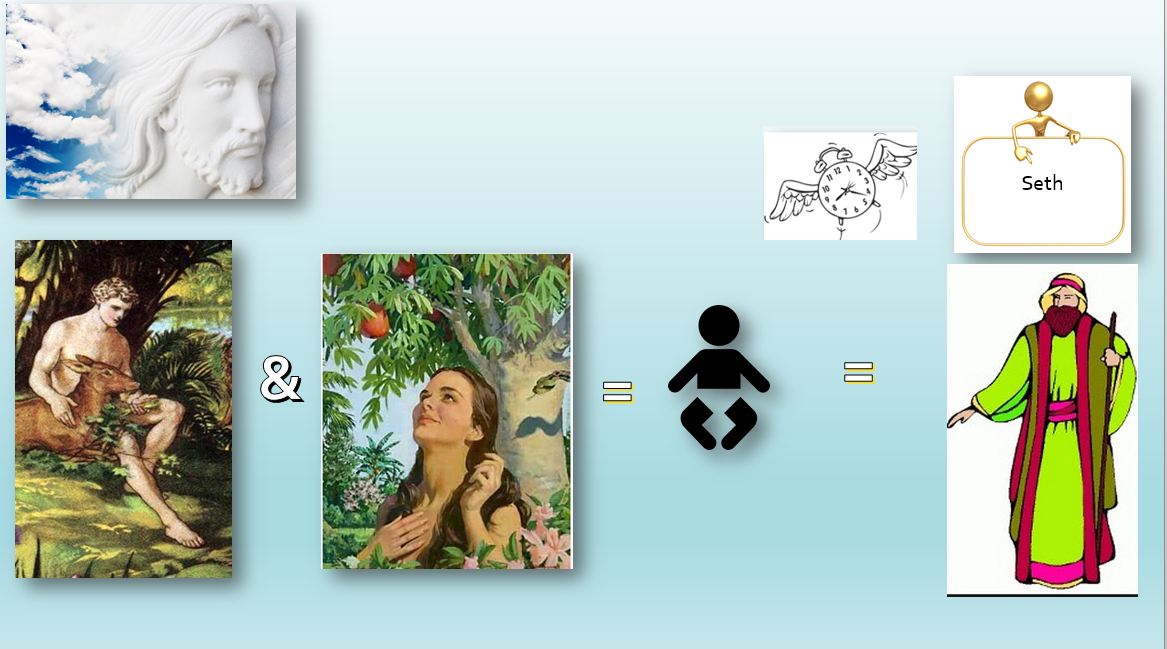 Seth
&
=
=